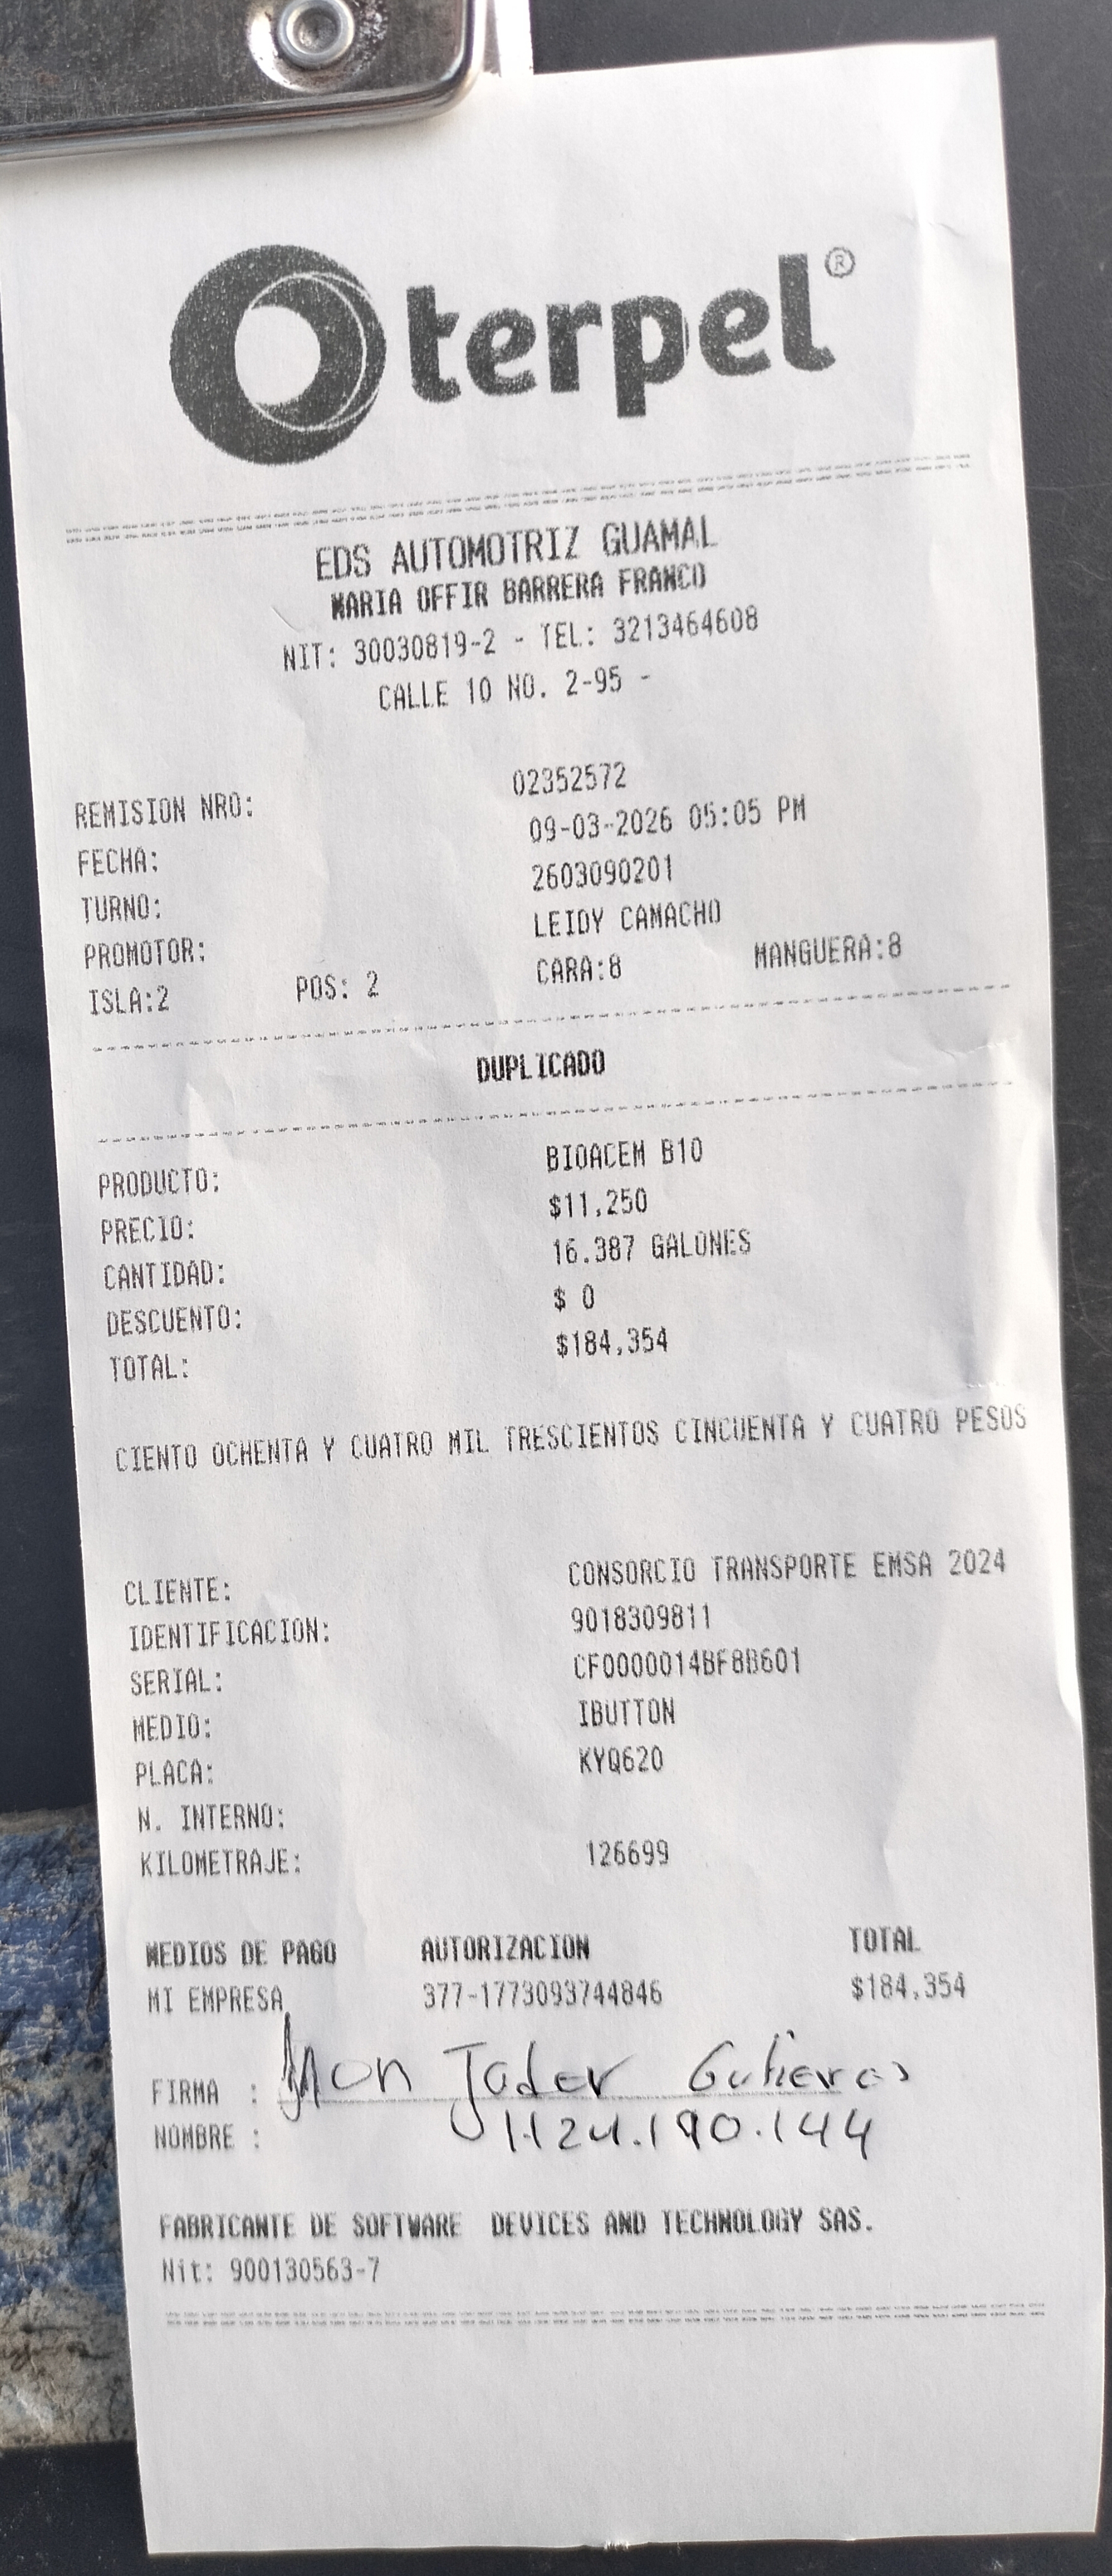 terpel®
EDS AUTOMOTRIZ GUAMAL
MARIA OFFIR BARRERA FRANCO
NIT: 30030819-2 - TEL: 3213464608
CALLE 10 NO. 2-95 -
REMISION NRO: 02352572
FECHA: 09-03-2026 05:05 PM
TURNO: 2603090201
PROMOTOR: LEIDY CAMACHO
ISLA:2 POS: 2 CARA:8 MANGUERA:8
DUPLICADO
PRODUCTO: BIOACEM B10
PRECIO: $11,250
CANTIDAD: 16.387 GALONES
DESCUENTO: $ 0
TOTAL: $184,354
CIENTO OCHENTA Y CUATRO MIL TRESCIENTOS CINCUENTA Y CUATRO PESOS
CLIENTE: CONSORCIO TRANSPORTE EMSA 2024
IDENTIFICACION: 9018309811
SERIAL: CF0000014BF8B601
MEDIO: IBUTTON
PLACA: KYQ620
N. INTERNO:
KILOMETRAJE: 126699
MEDIOS DE PAGO AUTORIZACION TOTAL
MI EMPRESA 377-1773093744846 $184,354
FIRMA : Jhon Jader
NOMBRE : 1.124.190.144
FABRICANTE DE SOFTWARE DEVICES AND TECHNOLOGY SAS.
Nit: 900130563-7